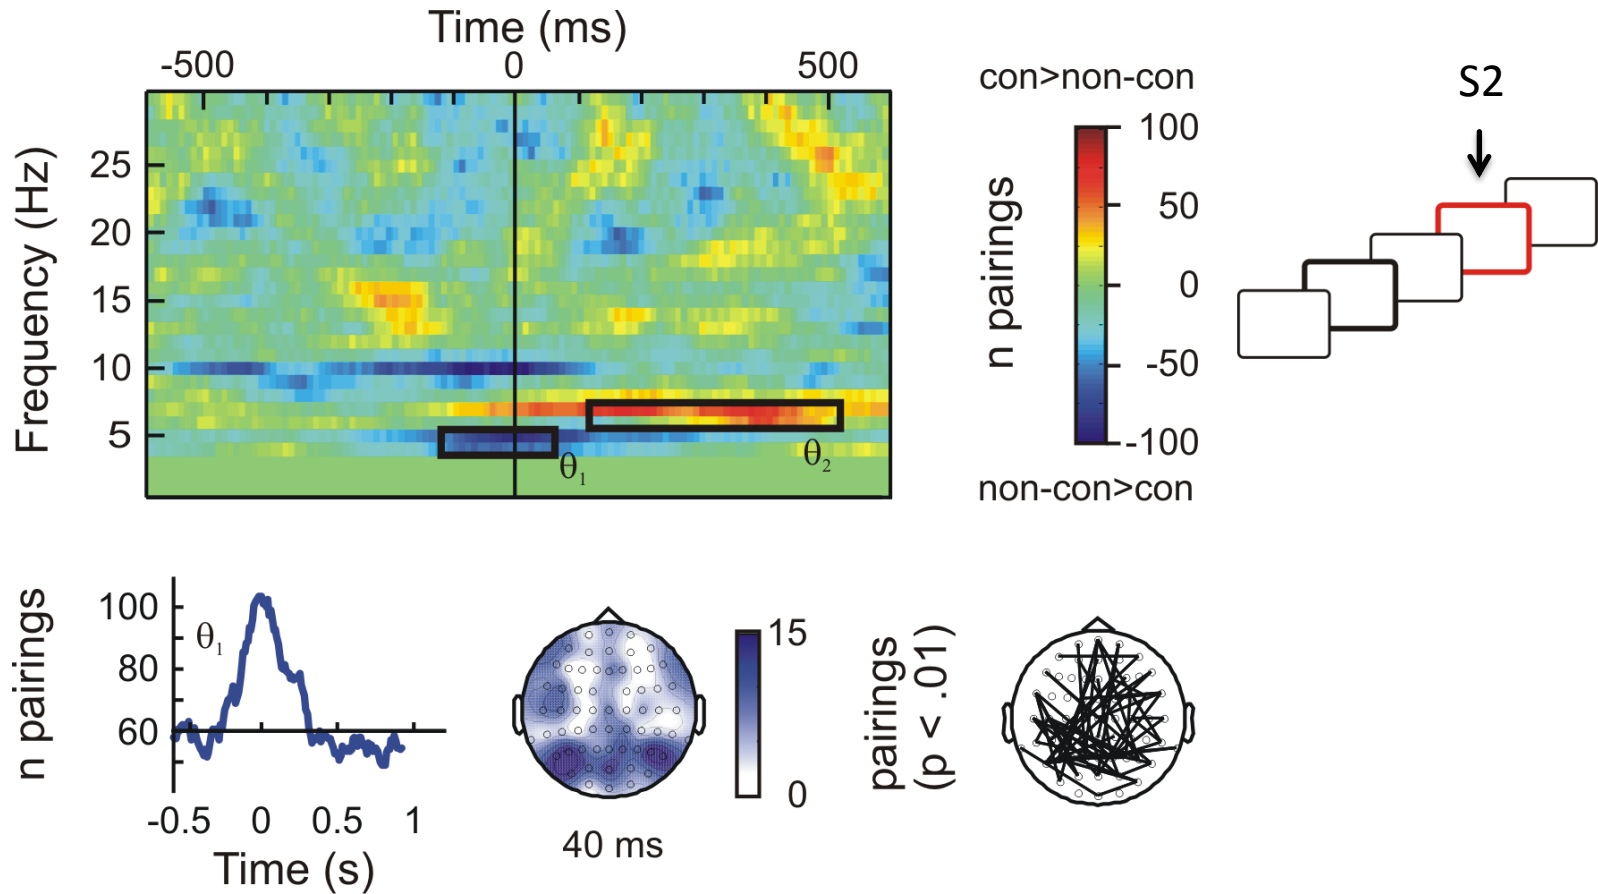 Time (ms)
-500 0 500
Frequency (Hz)
25
20
15
10
5
θ1
θ2
con>non-con
n pairings
100
50
0
-50
-100
non-con>con
S2
n pairings
100
80
60
θ1
-0.5 0 0.5 1
Time (s)
15
0
40 ms
pairings
(p < .01)